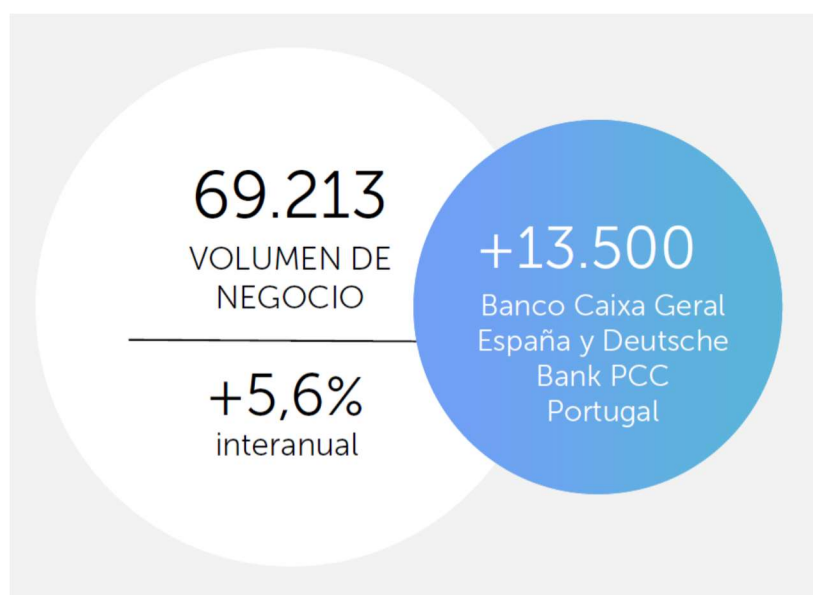 69.213
VOLUMEN DE
NEGOCIO
+5,6%
interanual
+13.500
Banco Caixa Geral
España y Deutsche
Bank PCC
Portugal